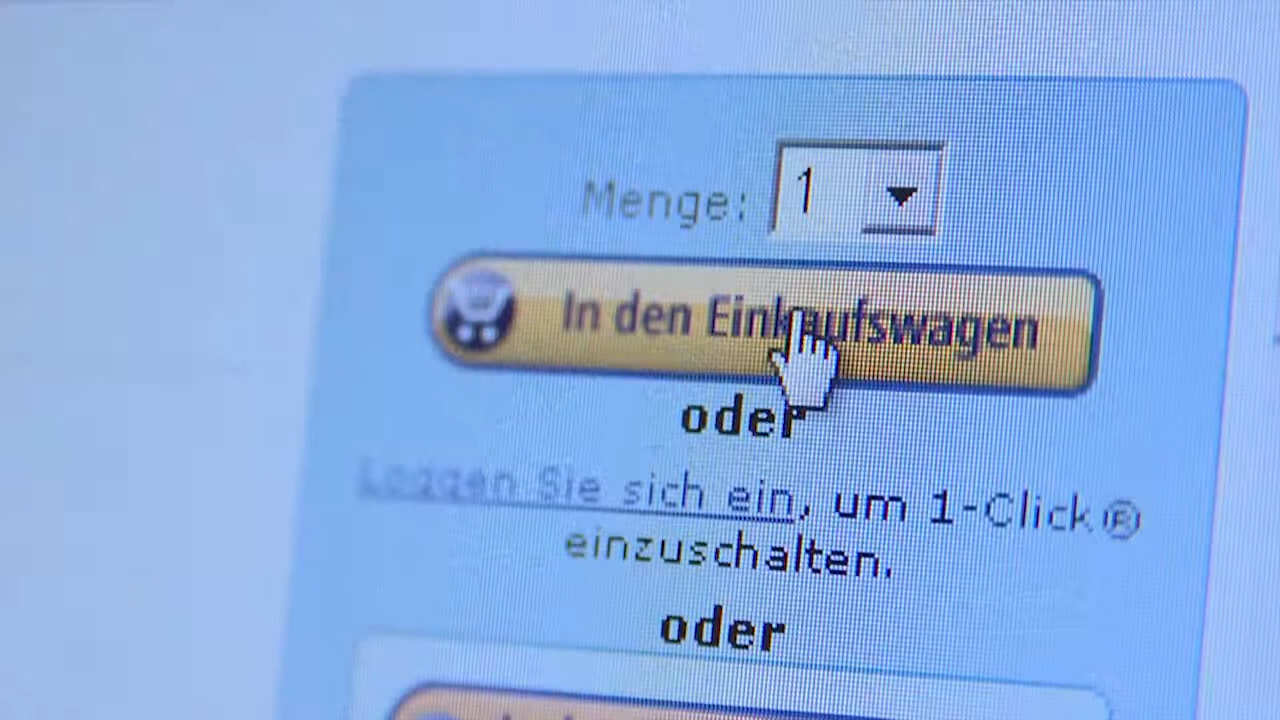 Menge: 1
In den Einkaufswagen
oder
Loggen Sie sich ein, um 1-Click®
einzuschalten.
oder